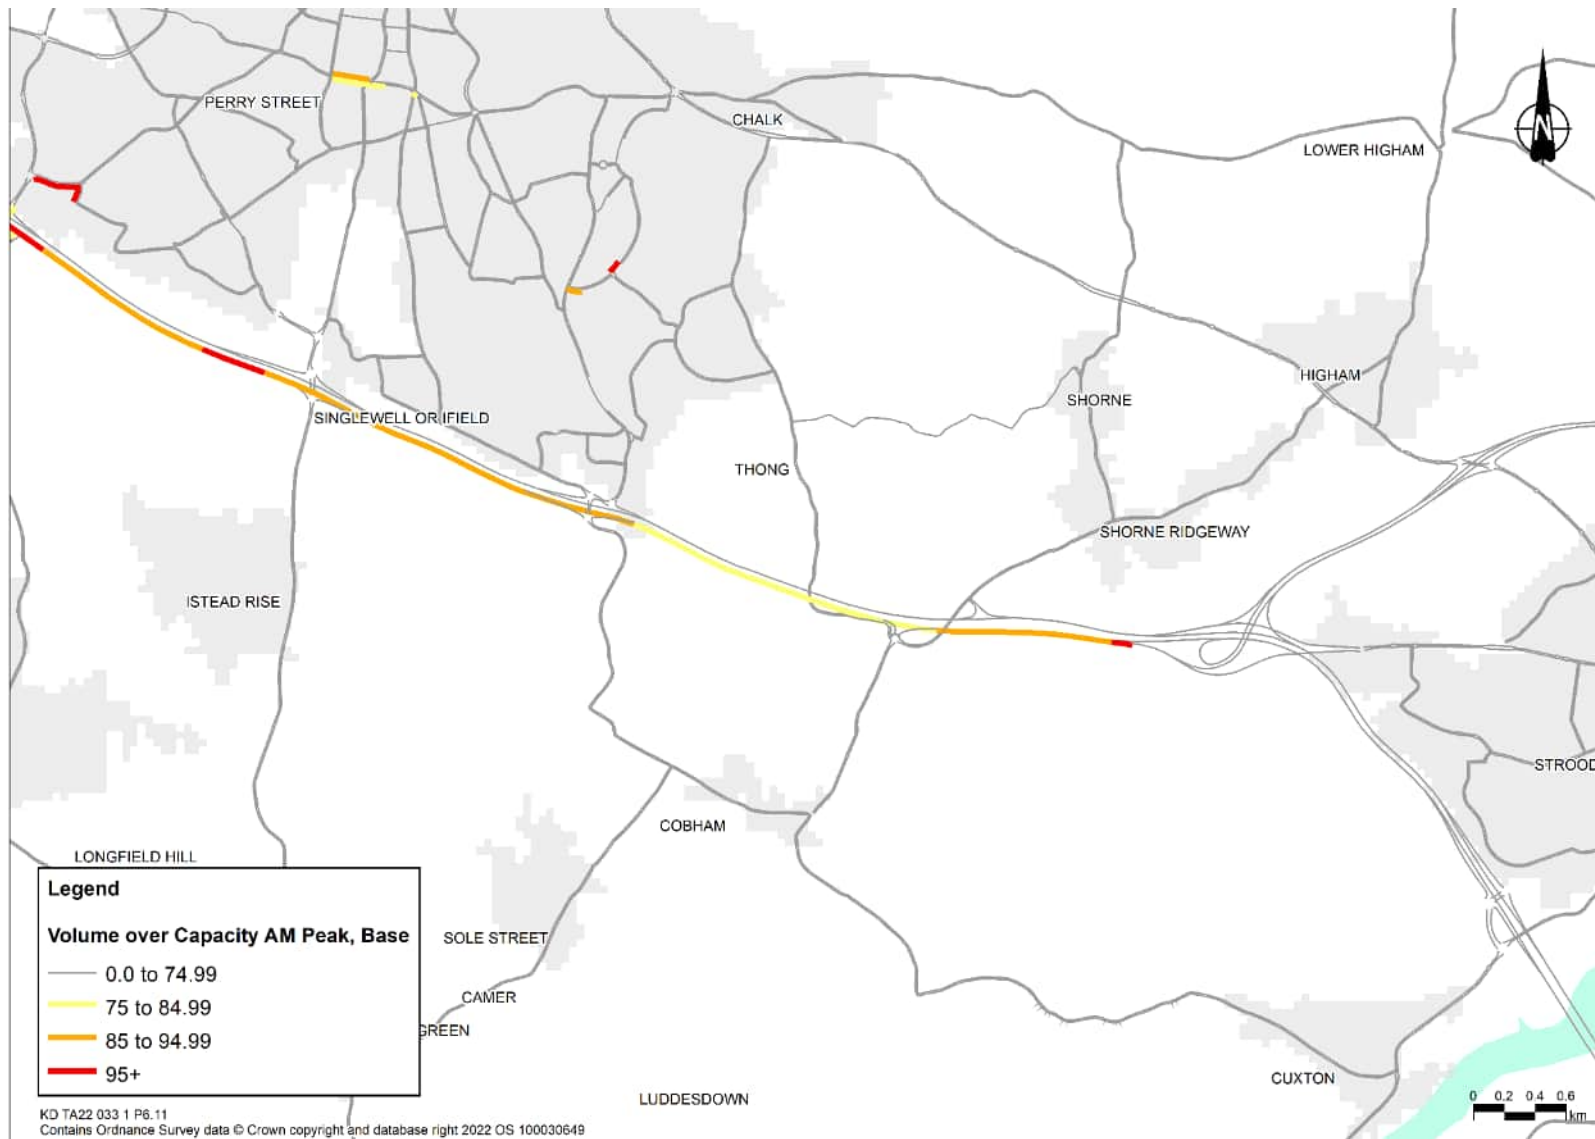 PERRY STREET
CHALK
LOWER HIGHAM
N
HIGHAM
SHORNE
SINGLEWELL OR IFIELD
THONG
SHORNE RIDGEWAY
ISTEAD RISE
STROOD
COBHAM
LONGFIELD HILL
Legend
Volume over Capacity AM Peak, Base
0.0 to 74.99
75 to 84.99
85 to 94.99
95+
SOLE STREET
CAMER
GREEN
CUXTON
LUDDESDOWN
0 0.2 0.4 0.6
km
KD TA22 033 1 P6.11
Contains Ordnance Survey data © Crown copyright and database right 2022 OS 100030649